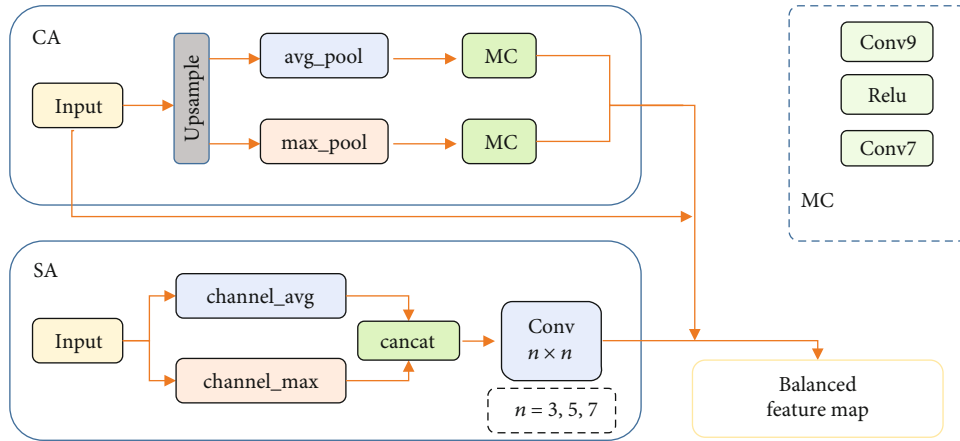 CA
Input
Upsample
avg_pool
MC
max_pool
MC
Conv9
Relu
Conv7
MC
SA
Input
channel_avg
channel_max
cancat
Conv
n × n
n = 3, 5, 7
Balanced
feature map